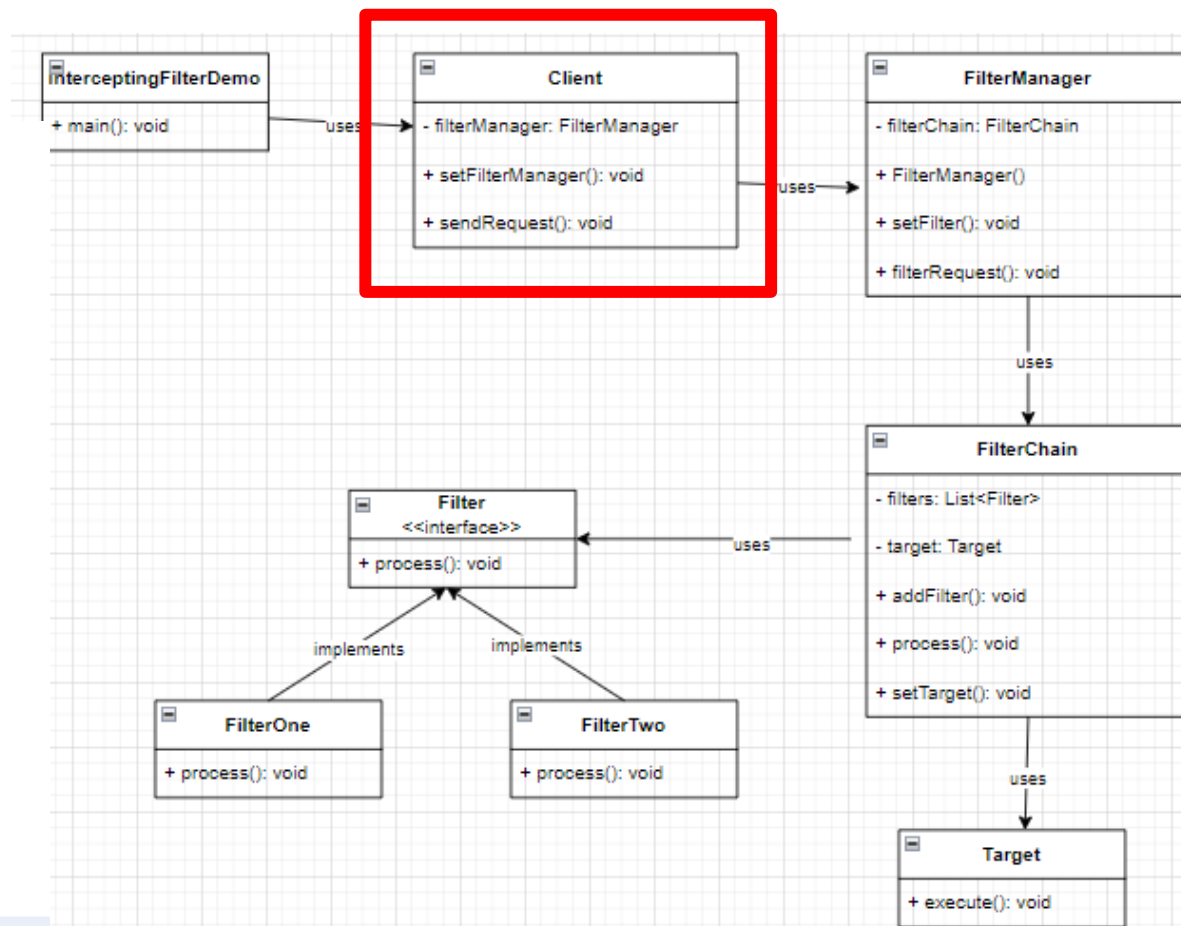 InterceptingFilterDemo
+ main(): void
uses
Client
- filterManager: FilterManager
+ setFilterManager(): void
+ sendRequest(): void
uses
FilterManager
- filterChain: FilterChain
+ FilterManager()
+ setFilter(): void
+ filterRequest(): void
uses
FilterChain
- filters: List<Filter>
- target: Target
+ addFilter(): void
+ process(): void
+ setTarget(): void
uses
Filter
<<interface>>
+ process(): void
implements
implements
FilterOne
+ process(): void
FilterTwo
+ process(): void
uses
Target
+ execute(): void